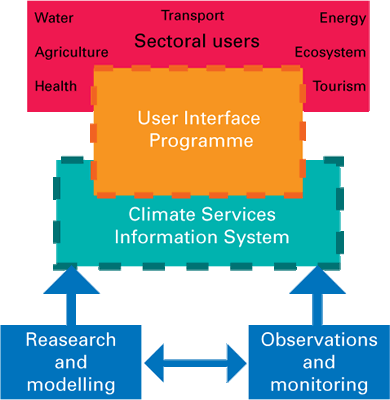 Water Transport Energy
Agriculture Sectoral users Ecosystem
Health Tourism
User Interface
Programme
Climate Services
Information System
Reasearch
and
modelling
Observations
and
monitoring